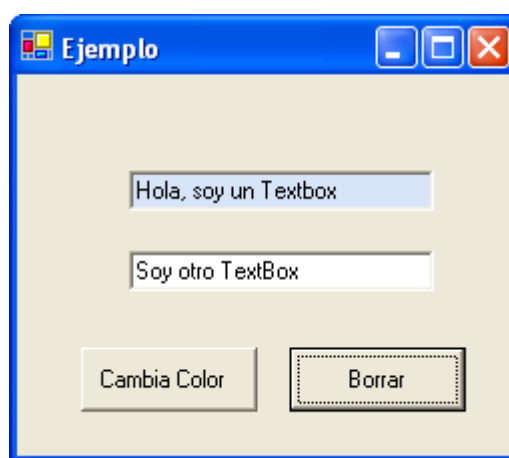 Ejemplo
Hola, soy un Textbox
Soy otro TextBox
Cambia Color Borrar